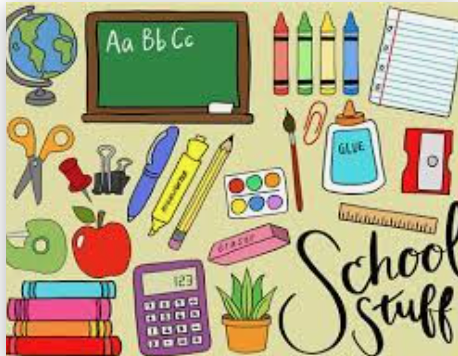 Aa Bb Cc
GLUE
eraser
123
School
Stuff